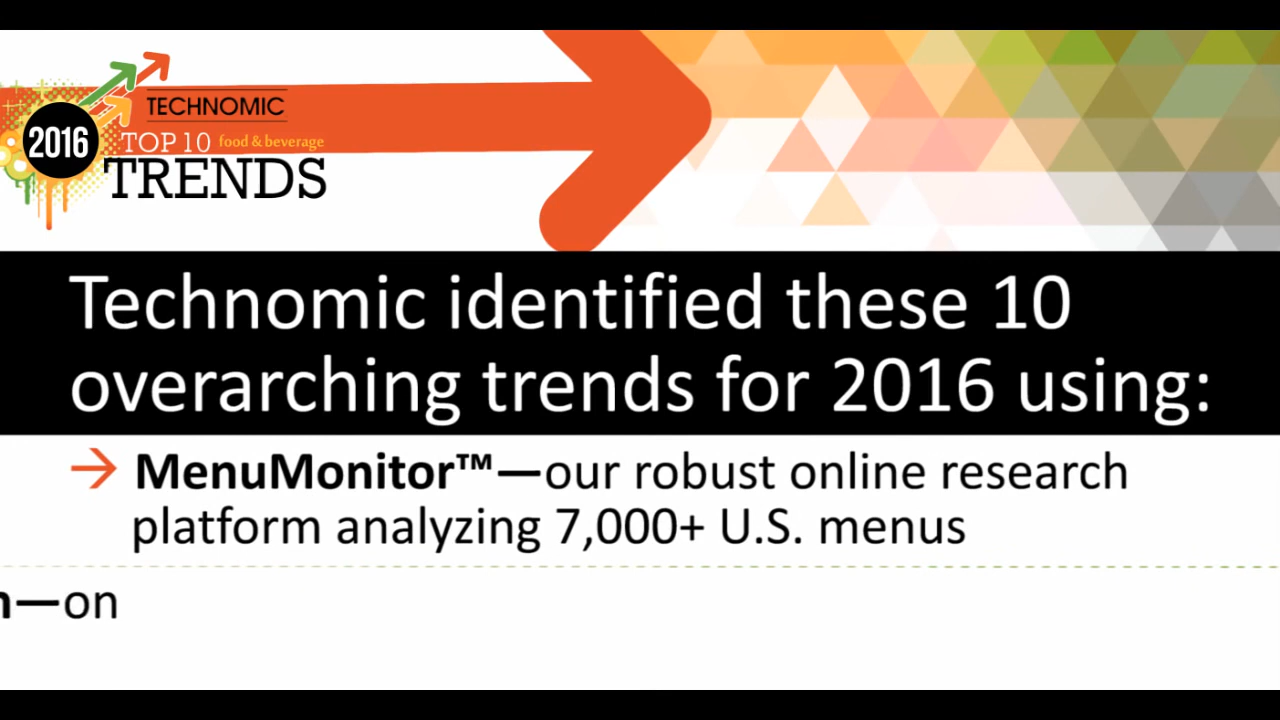 TECHNOMIC
2016
TOP 10 food & beverage
TRENDS
Technomic identified these 10
overarching trends for 2016 using:
→ MenuMonitor™—our robust online research
platform analyzing 7,000+ U.S. menus
—on